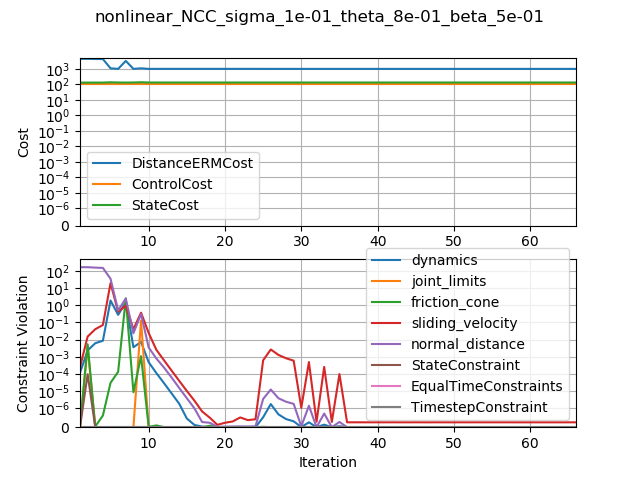 nonlinear_NCC_sigma_1e-01_theta_8e-01_beta_5e-01
Cost
10³
10²
10¹
10⁰
10⁻¹
10⁻²
10⁻³
10⁻⁴
10⁻⁵
10⁻⁶
0
DistanceERMCost
ControlCost
StateCost
10 20 30 40 50 60
Constraint Violation
10²
10¹
10⁰
10⁻¹
10⁻²
10⁻³
10⁻⁴
10⁻⁵
10⁻⁶
0
dynamics
joint_limits
friction_cone
sliding_velocity
normal_distance
StateConstraint
EqualTimeConstraints
TimestepConstraint
10 20 30 40 50 60
Iteration